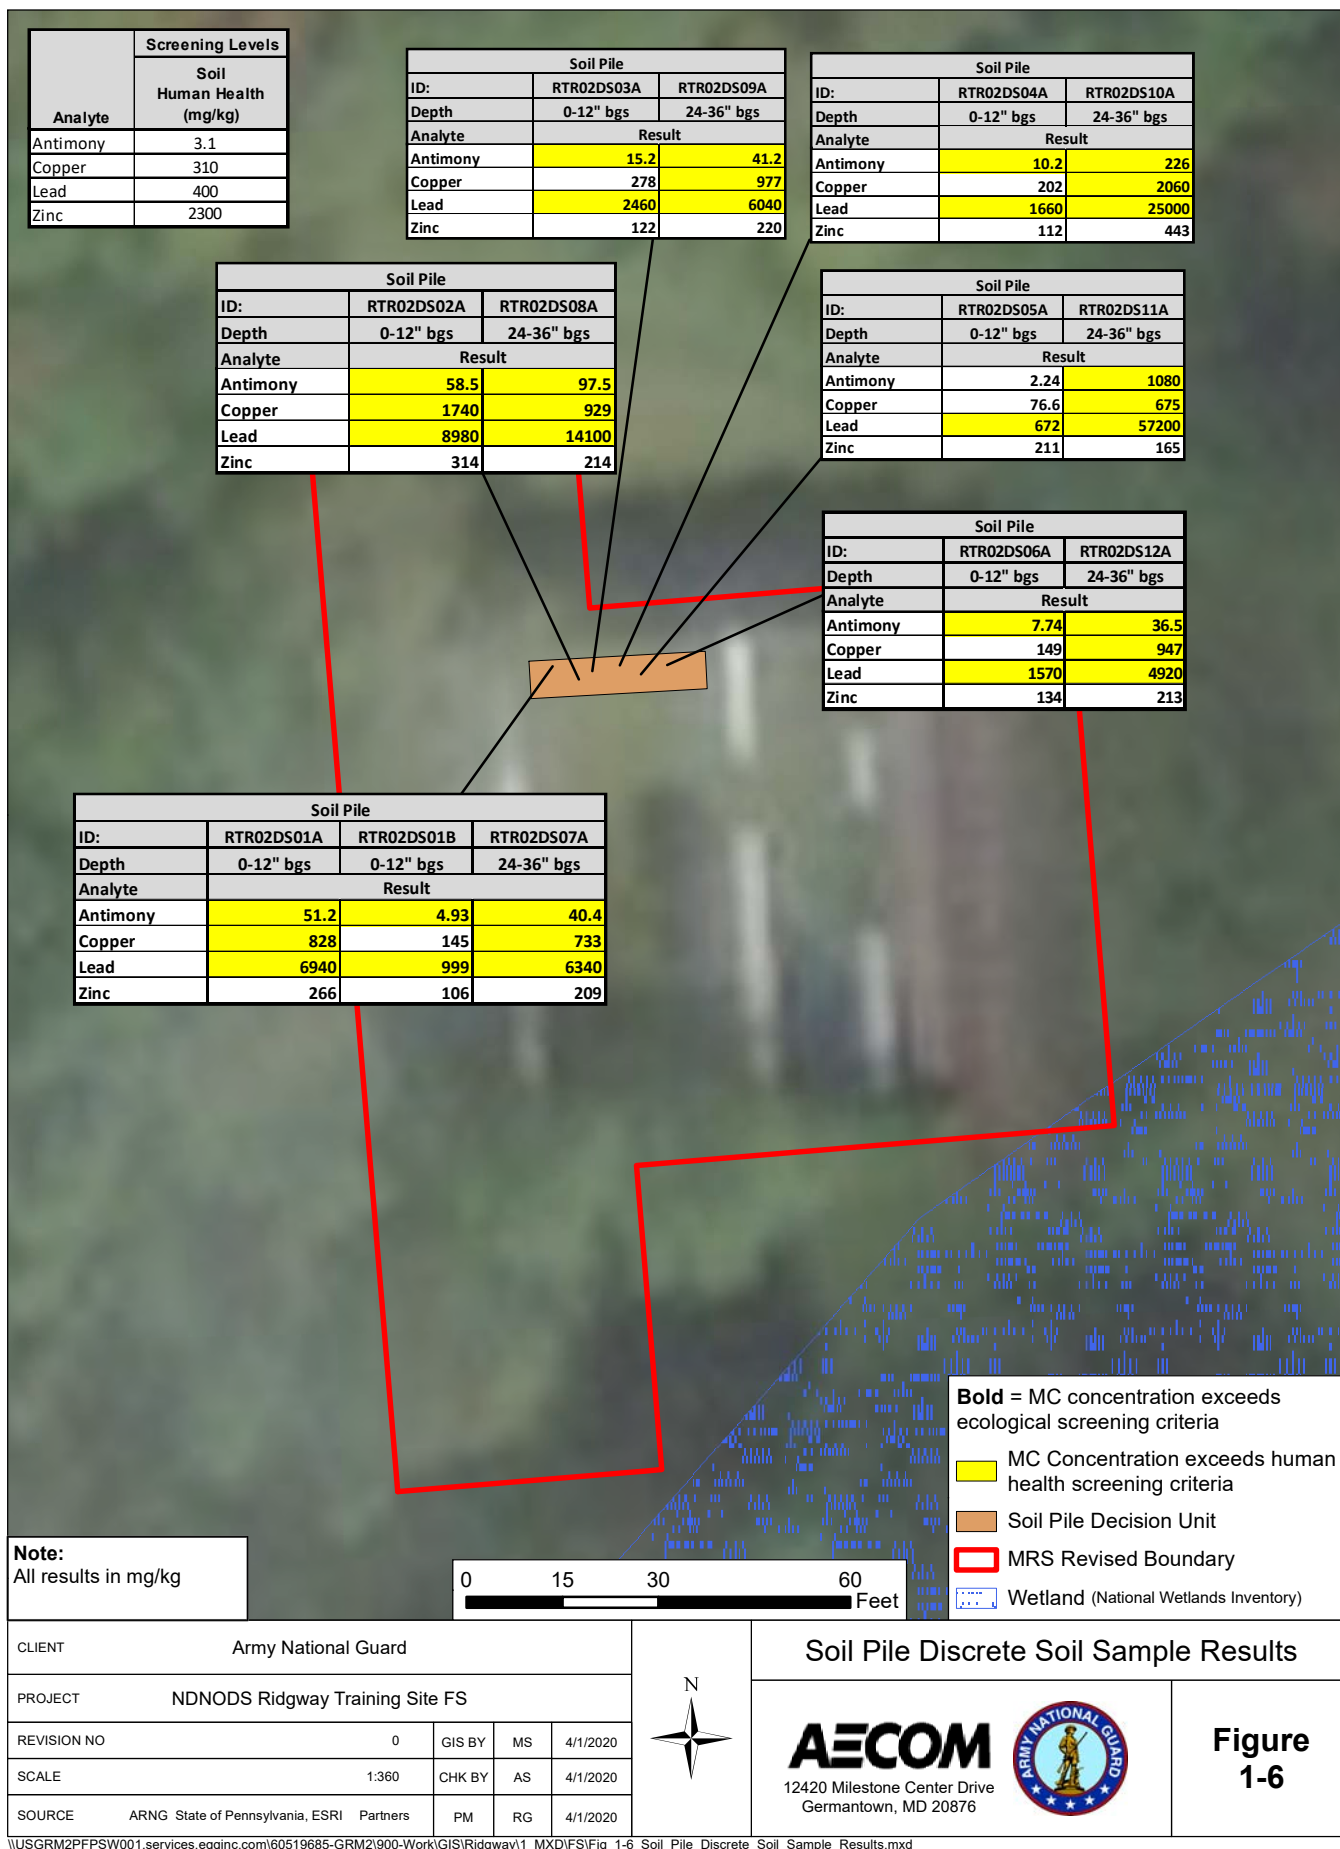 Screening Levels
Analyte
Soil
Human Health
(mg/kg)
Antimony 3.1
Copper 310
Lead 400
Zinc 2300
Soil Pile
ID: RTR02DS03A RTR02DS09A
Depth 0-12" bgs 24-36" bgs
Analyte Result
Antimony 15.2 41.2
Copper 278 977
Lead 2460 6040
Zinc 122 220
Soil Pile
ID: RTR02DS04A RTR02DS10A
Depth 0-12" bgs 24-36" bgs
Analyte Result
Antimony 10.2 226
Copper 202 2060
Lead 1660 25000
Zinc 112 443
Soil Pile
ID: RTR02DS02A RTR02DS08A
Depth 0-12" bgs 24-36" bgs
Analyte Result
Antimony 58.5 97.5
Copper 1740 929
Lead 8980 14100
Zinc 314 214
Soil Pile
ID: RTR02DS05A RTR02DS11A
Depth 0-12" bgs 24-36" bgs
Analyte Result
Antimony 2.24 1080
Copper 76.6 675
Lead 672 57200
Zinc 211 165
Soil Pile
ID: RTR02DS06A RTR02DS12A
Depth 0-12" bgs 24-36" bgs
Analyte Result
Antimony 7.74 36.5
Copper 149 947
Lead 1570 4920
Zinc 134 213
Soil Pile
ID: RTR02DS01A RTR02DS01B RTR02DS07A
Depth 0-12" bgs 0-12" bgs 24-36" bgs
Analyte Result
Antimony 51.2 4.93 40.4
Copper 828 145 733
Lead 6940 999 6340
Zinc 266 106 209
Bold = MC concentration exceeds
ecological screening criteria
MC Concentration exceeds human
health screening criteria
Soil Pile Decision Unit
MRS Revised Boundary
Wetland (National Wetlands Inventory)
Note:
All results in mg/kg
0 15 30 60
Feet
CLIENT Army National Guard
PROJECT NDNODS Ridgway Training Site FS
REVISION NO 0 GIS BY MS 4/1/2020
SCALE 1:360 CHK BY AS 4/1/2020
SOURCE ARNG State of Pennsylvania, ESRI Partners PM RG 4/1/2020
N
Soil Pile Discrete Soil Sample Results
AECOM
12420 Milestone Center Drive
Germantown, MD 20876
ARMY NATIONAL GUARD
Figure
1-6
\\USGRM2PFPSW001.services.egginc.com\60519685-GRM2\900-Work\GIS\Ridgway\1_MXD\FS\Fig_1-6_Soil_Pile_Discrete_Soil_Sample_Results.mxd